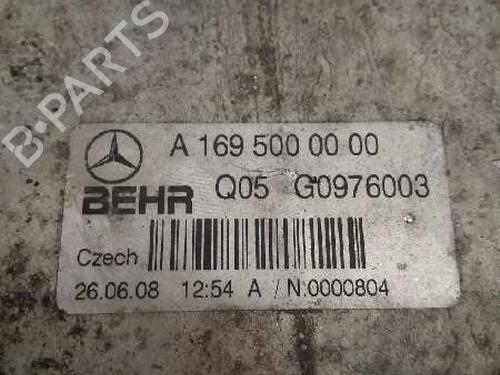 A 169 500 00 00
BEHR Q05 G0976003
Czech
26.06.08 12:54 A / N.0000804
B-PARTS